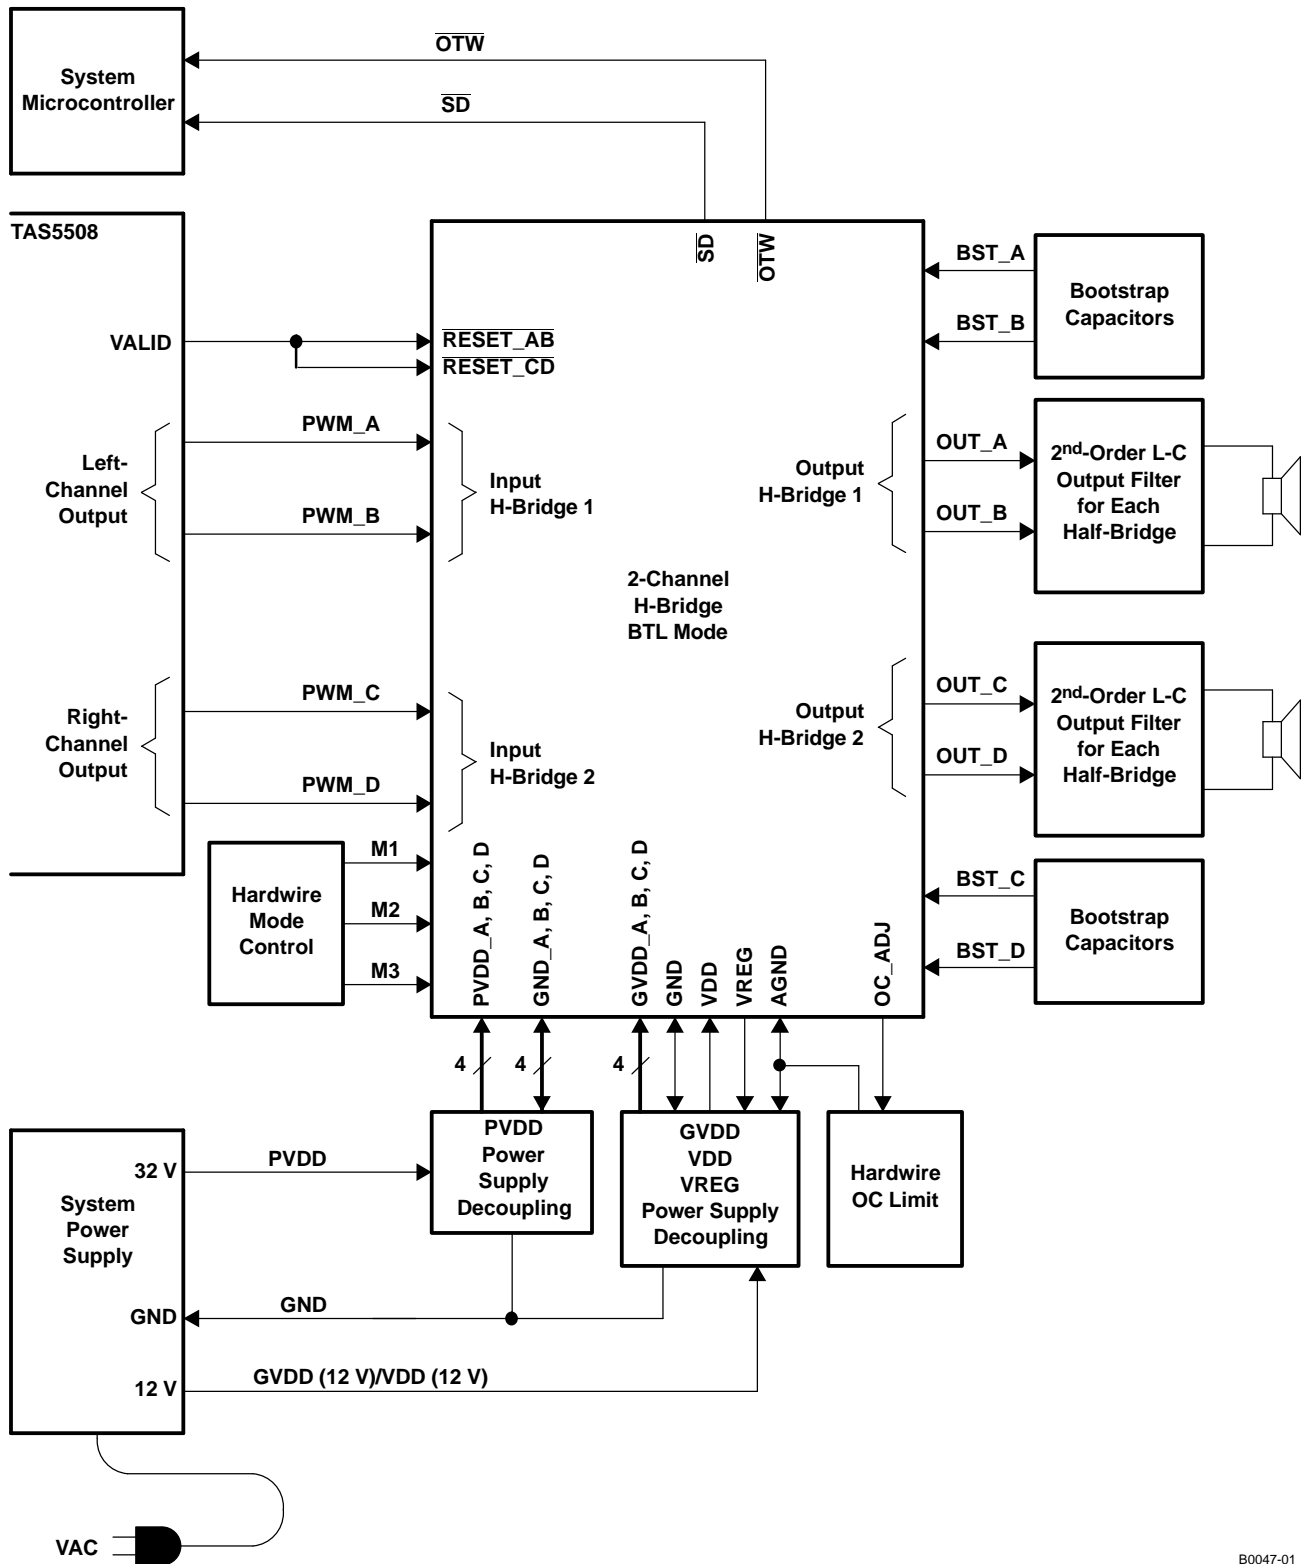 OTW
System
Microcontroller
SD
TAS5508
SD
OTW
BST_A
Bootstrap
Capacitors
BST_B
VALID
RESET_AB
RESET_CD
PWM_A
Left-
Channel
Output
PWM_B
Input
H-Bridge 1
Output
H-Bridge 1
OUT_A
OUT_B
2nd-Order L-C
Output Filter
for Each
Half-Bridge
2-Channel
H-Bridge
BTL Mode
PWM_C
Right-
Channel
Output
PWM_D
Input
H-Bridge 2
Output
H-Bridge 2
OUT_C
OUT_D
2nd-Order L-C
Output Filter
for Each
Half-Bridge
M1
Hardwire
Mode
Control
M2
M3
PVDD_A, B, C, D
GND_A, B, C, D
GVDD_A, B, C, D
GND
VDD
VREG
AGND
OC_ADJ
BST_C
Bootstrap
Capacitors
BST_D
4
4
4
PVDD
Power
Supply
Decoupling
GVDD
VDD
VREG
Power Supply
Decoupling
Hardwire
OC Limit
32 V
PVDD
System
Power
Supply
GND
GND
12 V
GVDD (12 V)/VDD (12 V)
VAC
B0047-01